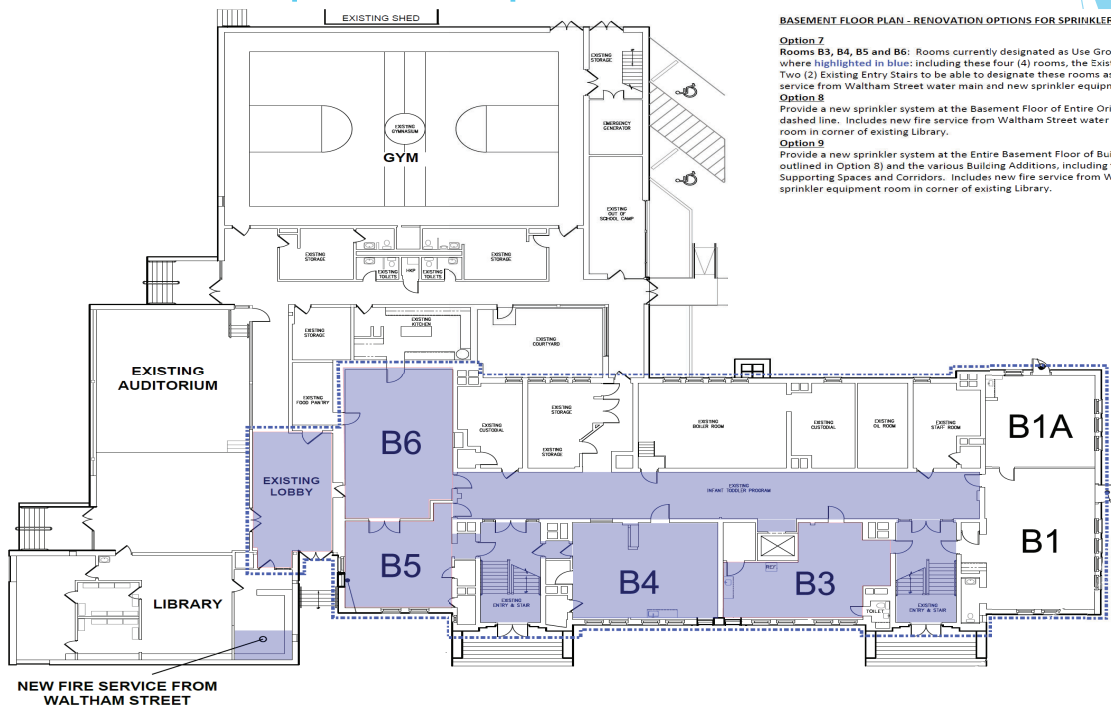 EXISTING SHED
BASEMENT FLOOR PLAN - RENOVATION OPTIONS FOR SPRINKLER
Option 7
Rooms B3, B4, B5 and B6: Rooms currently designated as Use Gro
where highlighted in blue: including these four (4) rooms, the Exist
Two (2) Existing Entry Stairs to be able to designate these rooms as
service from Waltham Street water main and new sprinkler equipm
Option 8
Provide a new sprinkler system at the Basement Floor of Entire Ori
dashed line. Includes new fire service from Waltham Street water
room in corner of existing Library.
Option 9
Provide a new sprinkler system at the Entire Basement Floor of Bui
outlined in Option 8) and the various Building Additions, including
Supporting Spaces and Corridors. Includes new fire service from W
sprinkler equipment room in corner of existing Library.
EXISTING
STORAGE
EXISTING
GYMNASIUM
GYM
EMERGENCY
GENERATOR
EXISTING
OUT OF
SCHOOL CAMP
EXISTING
STORAGE
EXISTING
TOILETS
HKP
EXISTING
TOILETS
EXISTING
STORAGE
EXISTING
STORAGE
EXISTING
KITCHEN
EXISTING
COURTYARD
EXISTING
AUDITORIUM
EXISTING
FOOD PANTRY
B6
EXISTING
CUSTODIAL
EXISTING
STORAGE
EXISTING
STORAGE
EXISTING
BOILER ROOM
EXISTING
CUSTODIAL
EXISTING
OIL ROOM
EXISTING
STAFF ROOM
B1A
EXISTING
LOBBY
EXISTING
INFANT TODDLER PROGRAM
B1
B5
B4
B3
REF.
TOILET
EXISTING
ENTRY & STAIR
EXISTING
ENTRY & STAIR
LIBRARY
NEW FIRE SERVICE FROM
WALTHAM STREET